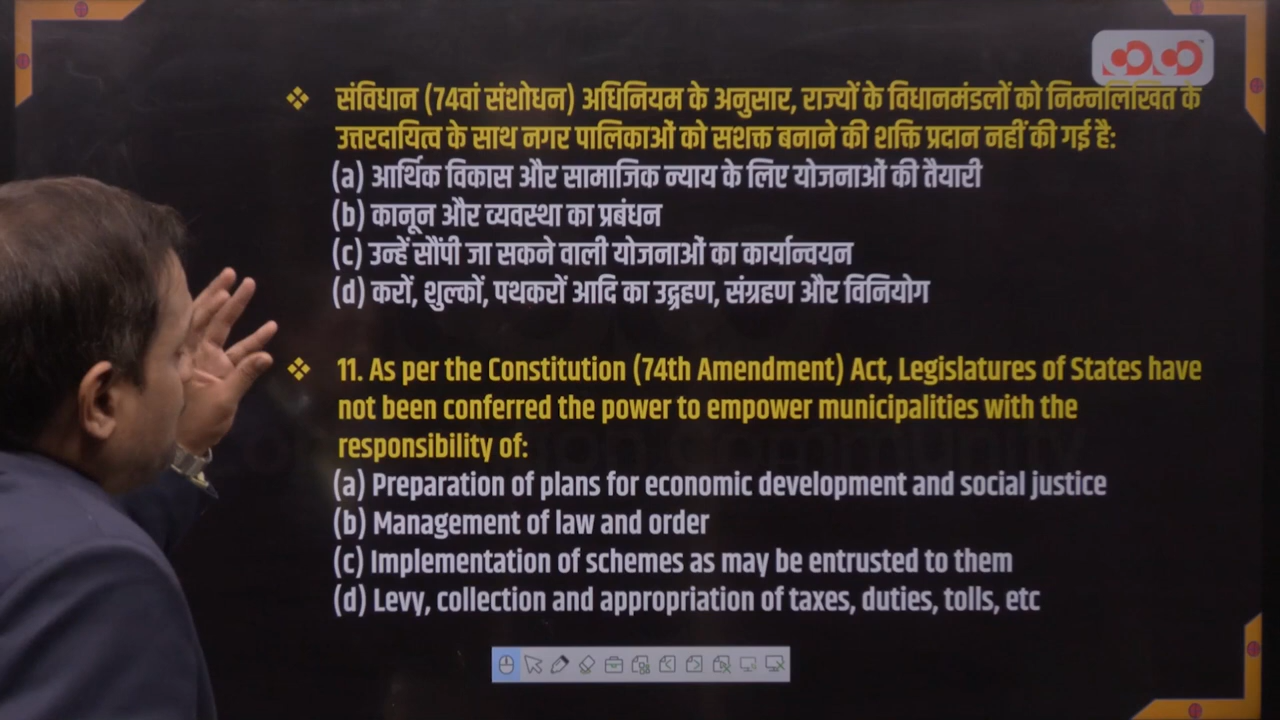 संविधान (74वां संशोधन) अधिनियम के अनुसार, राज्यों के विधानमंडलों को निम्नलिखित के
उत्तरदायित्व के साथ नगर पालिकाओं को सशक्त बनाने की शक्ति प्रदान नहीं की गई है:
(a) आर्थिक विकास और सामाजिक न्याय के लिए योजनाओं की तैयारी
(b) कानून और व्यवस्था का प्रबंधन
(c) उन्हें सौंपी जा सकने वाली योजनाओं का कार्यान्वयन
(d) करों, शुल्कों, पथकरों आदि का उद्ग्रहण, संग्रहण और विनियोग
11. As per the Constitution (74th Amendment) Act, Legislatures of States have
not been conferred the power to empower municipalities with the
responsibility of:
(a) Preparation of plans for economic development and social justice
(b) Management of law and order
(c) Implementation of schemes as may be entrusted to them
(d) Levy, collection and appropriation of taxes, duties, tolls, etc